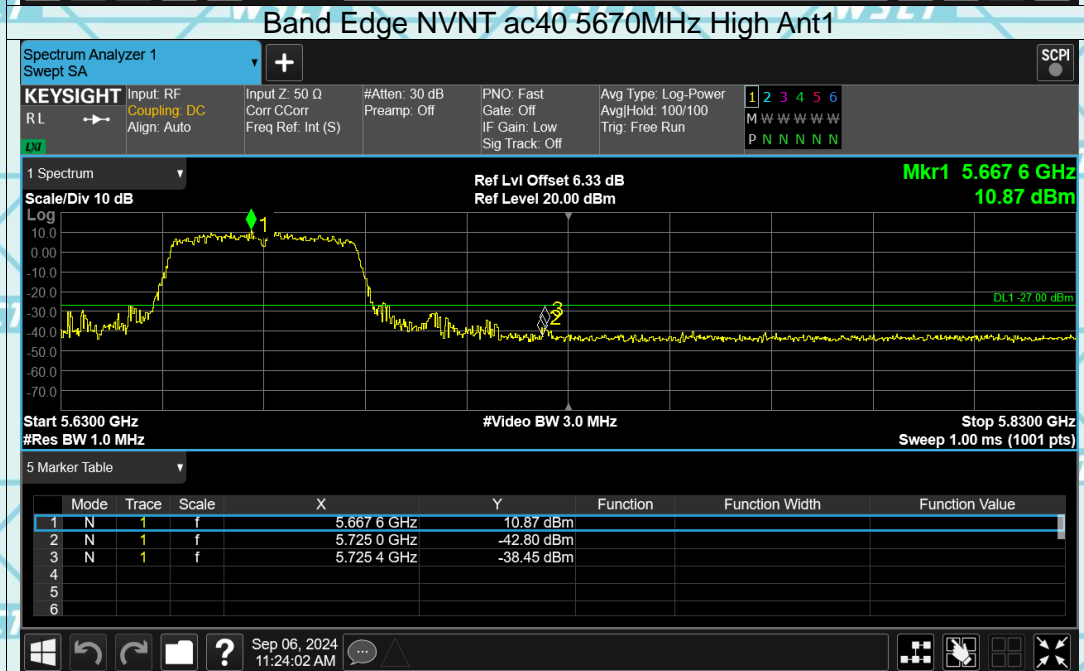 Band Edge NVNT ac40 5670MHz High Ant1
Spectrum Analyzer 1
Swept SA
+
SCPI
KEYSIGHT
RL
LXI
Input: RF
Coupling: DC
Align: Auto
Input Z: 50 Ω
Corr CCorr
Freq Ref: Int (S)
#Atten: 30 dB
Preamp: Off
PNO: Fast
Gate: Off
IF Gain: Low
Sig Track: Off
Avg Type: Log-Power
Avg|Hold: 100/100
Trig: Free Run
1 2 3 4 5 6
M W W W W W
P N N N N N
1 Spectrum
Scale/Div 10 dB
Ref Lvl Offset 6.33 dB
Ref Level 20.00 dBm
Mkr1 5.667 6 GHz
10.87 dBm
Log
10.0
0.00
-10.0
-20.0
-30.0
-40.0
-50.0
-60.0
-70.0
1
3
2
DL1 -27.00 dBm
Start 5.6300 GHz
#Res BW 1.0 MHz
#Video BW 3.0 MHz
Stop 5.8300 GHz
Sweep 1.00 ms (1001 pts)
5 Marker Table
Mode Trace Scale X Y Function Function Width Function Value
1 N 1 f 5.667 6 GHz 10.87 dBm
2 N 1 f 5.725 0 GHz -42.80 dBm
3 N 1 f 5.725 4 GHz -38.45 dBm
4
5
6
?
Sep 06, 2024
11:24:02 AM